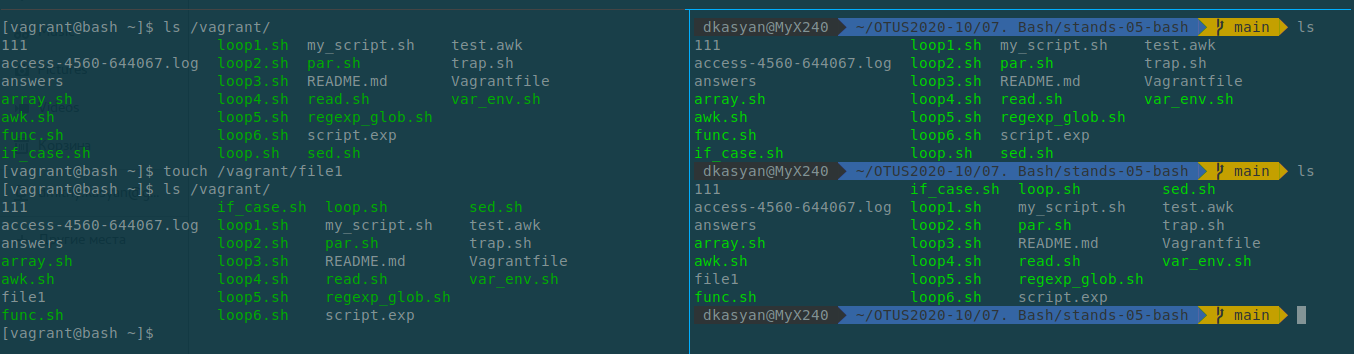 [vagrant@bash ~]$ ls /vagrant/
111 loop1.sh my_script.sh test.awk
access-4560-644067.log loop2.sh par.sh trap.sh
answers loop3.sh README.md Vagrantfile
array.sh loop4.sh read.sh var_env.sh
awk.sh loop5.sh regexp_glob.sh
func.sh loop6.sh script.exp
if_case.sh loop.sh sed.sh
[vagrant@bash ~]$ touch /vagrant/file1
[vagrant@bash ~]$ ls /vagrant/
111 if_case.sh loop.sh sed.sh
access-4560-644067.log loop1.sh my_script.sh test.awk
answers loop2.sh par.sh trap.sh
array.sh loop3.sh README.md Vagrantfile
awk.sh loop4.sh read.sh var_env.sh
file1 loop5.sh regexp_glob.sh
func.sh loop6.sh script.exp
[vagrant@bash ~]$
dkasyan@MyX240 ~/OTUS2020-10/07. Bash/stands-05-bash main ls
111 loop1.sh my_script.sh test.awk
access-4560-644067.log loop2.sh par.sh trap.sh
answers loop3.sh README.md Vagrantfile
array.sh loop4.sh read.sh var_env.sh
awk.sh loop5.sh regexp_glob.sh
func.sh loop6.sh script.exp
if_case.sh loop.sh sed.sh
dkasyan@MyX240 ~/OTUS2020-10/07. Bash/stands-05-bash main ls
111 if_case.sh loop.sh sed.sh
access-4560-644067.log loop1.sh my_script.sh test.awk
answers loop2.sh par.sh trap.sh
array.sh loop3.sh README.md Vagrantfile
awk.sh loop4.sh read.sh var_env.sh
file1 loop5.sh regexp_glob.sh
func.sh loop6.sh script.exp
dkasyan@MyX240 ~/OTUS2020-10/07. Bash/stands-05-bash main